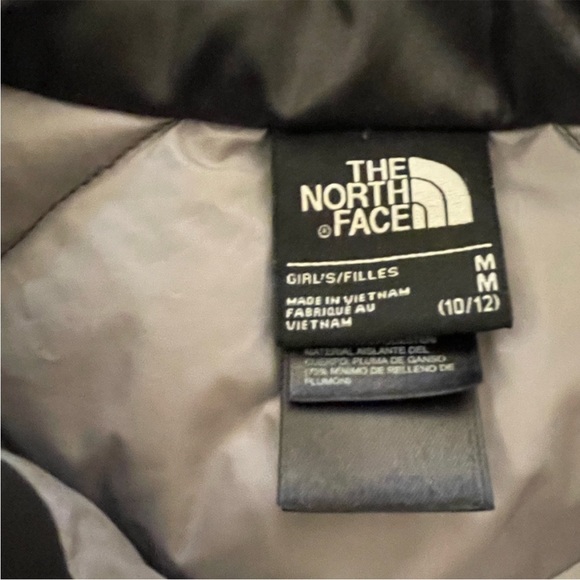 THE
NORTH
FACE
®
GIRL'S/FILLES M
M
MADE IN VIETNAM (10/12)
FABRIQUÉ AU
VIETNAM
MATERIAL AISLANTE DEL
CUERPO: PLUMA DE GANSO
MINIMO DE RELLENO DE
PLUMON)